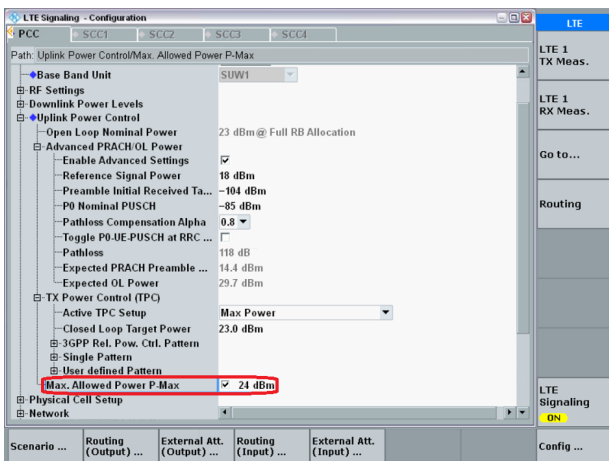 LTE Signaling - Configuration
PCC SCC1 SCC2 SCC3 SCC4
Path: Uplink Power Control/Max. Allowed Power P-Max
Base Band Unit SUW1
RF Settings
Downlink Power Levels
Uplink Power Control
Open Loop Nominal Power 23 dBm@ Full RB Allocation
Advanced PRACH/OL Power
Enable Advanced Settings
Reference Signal Power 18 dBm
Preamble Initial Received Ta... -104 dBm
P0 Nominal PUSCH -85 dBm
Pathloss Compensation Alpha 0.8
Toggle P0-UE-PUSCH at RRC ...
Pathloss 118 dB
Expected PRACH Preamble ... 14.4 dBm
Expected OL Power 29.7 dBm
TX Power Control (TPC)
Active TPC Setup Max Power
Closed Loop Target Power 23.0 dBm
3GPP Rel. Pow. Ctrl. Pattern
Single Pattern
User defined Pattern
Max. Allowed Power P-Max 24 dBm
Physical Cell Setup
Network
LTE
LTE 1
TX Meas.
LTE 1
RX Meas.
Go to...
Routing
LTE
Signaling
ON
Scenario ...
Routing
(Output) ...
External Att.
(Output) ...
Routing
(Input) ...
External Att.
(Input) ...
Config ...